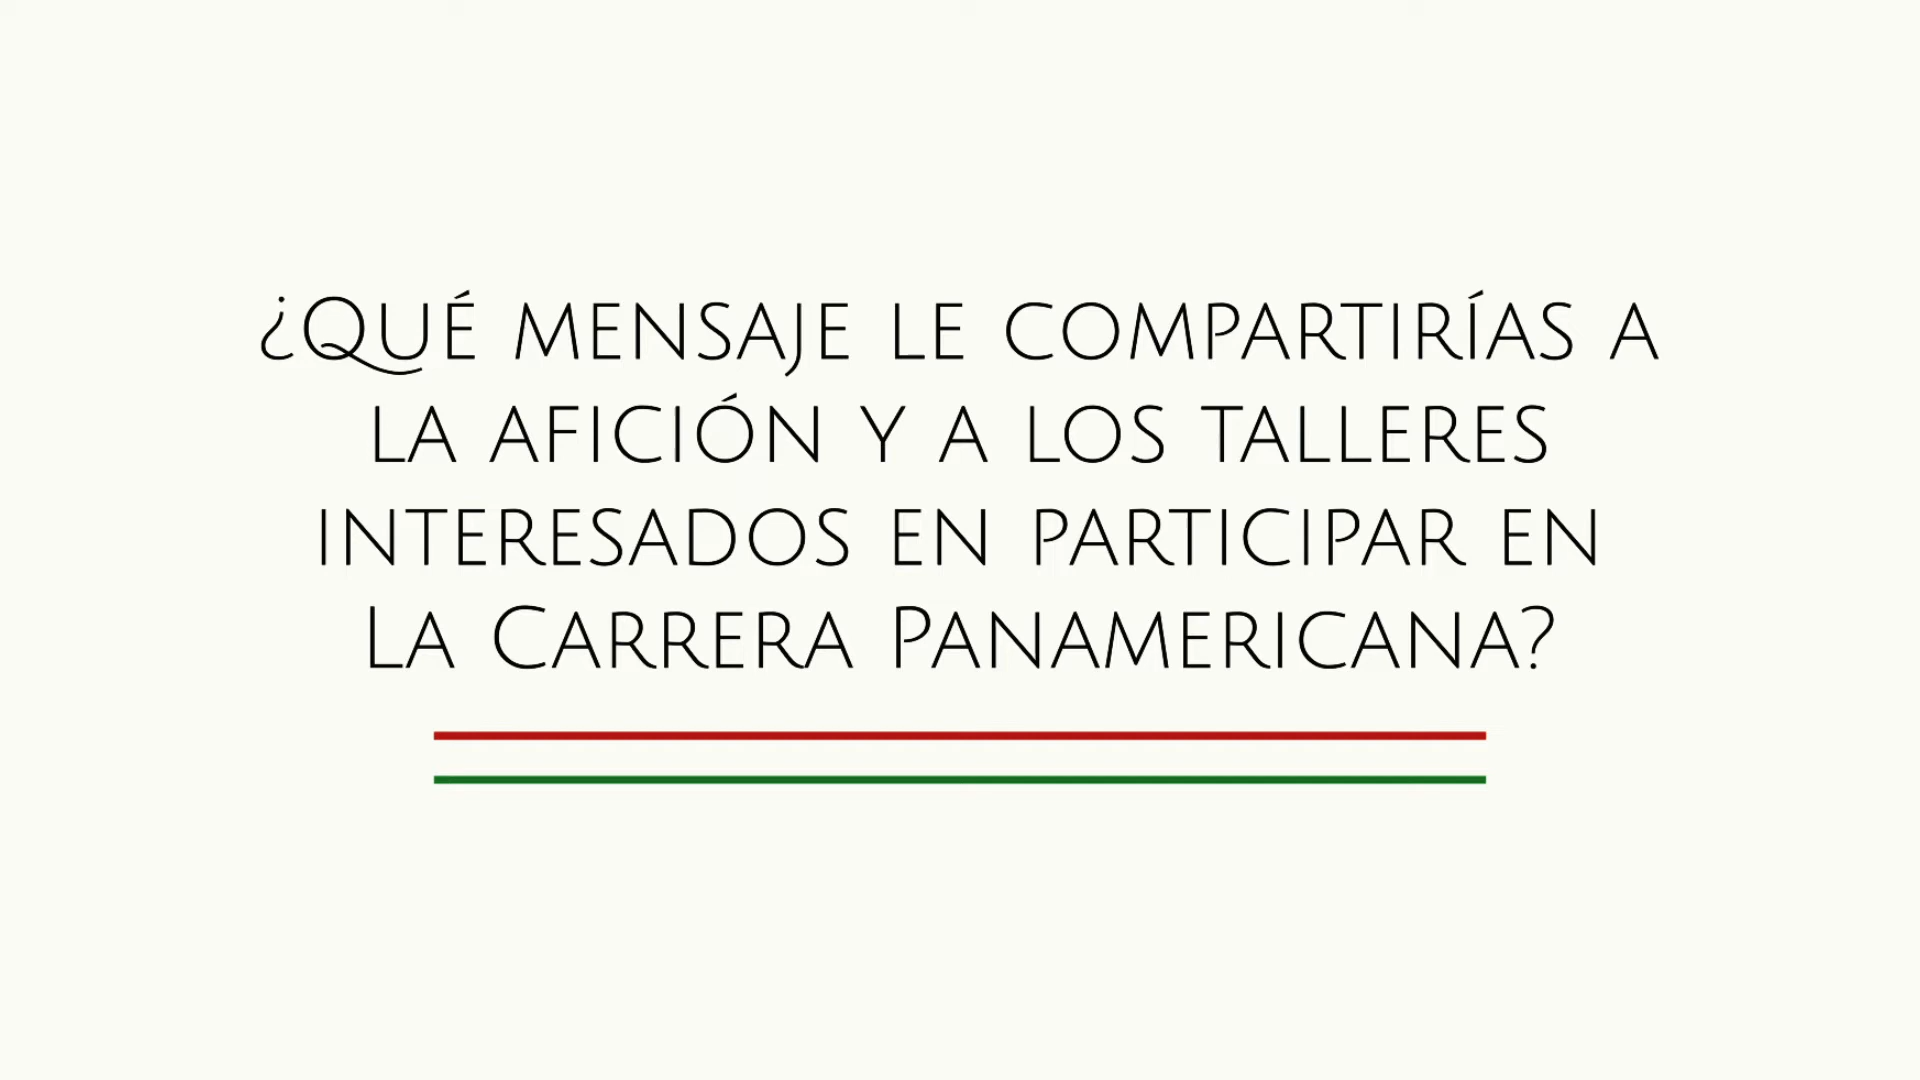 ¿Qué mensaje le compartirías a
la afición y a los talleres
interesados en participar en
La Carrera Panamericana?